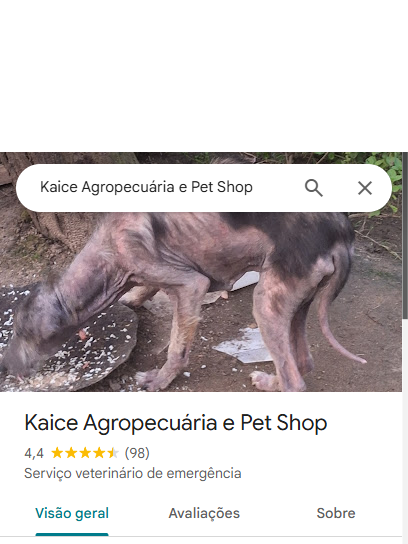 Kaice Agropecuária e Pet Shop
Kaice Agropecuária e Pet Shop
4,4 (98)
Serviço veterinário de emergência
Visão geral Avaliações Sobre